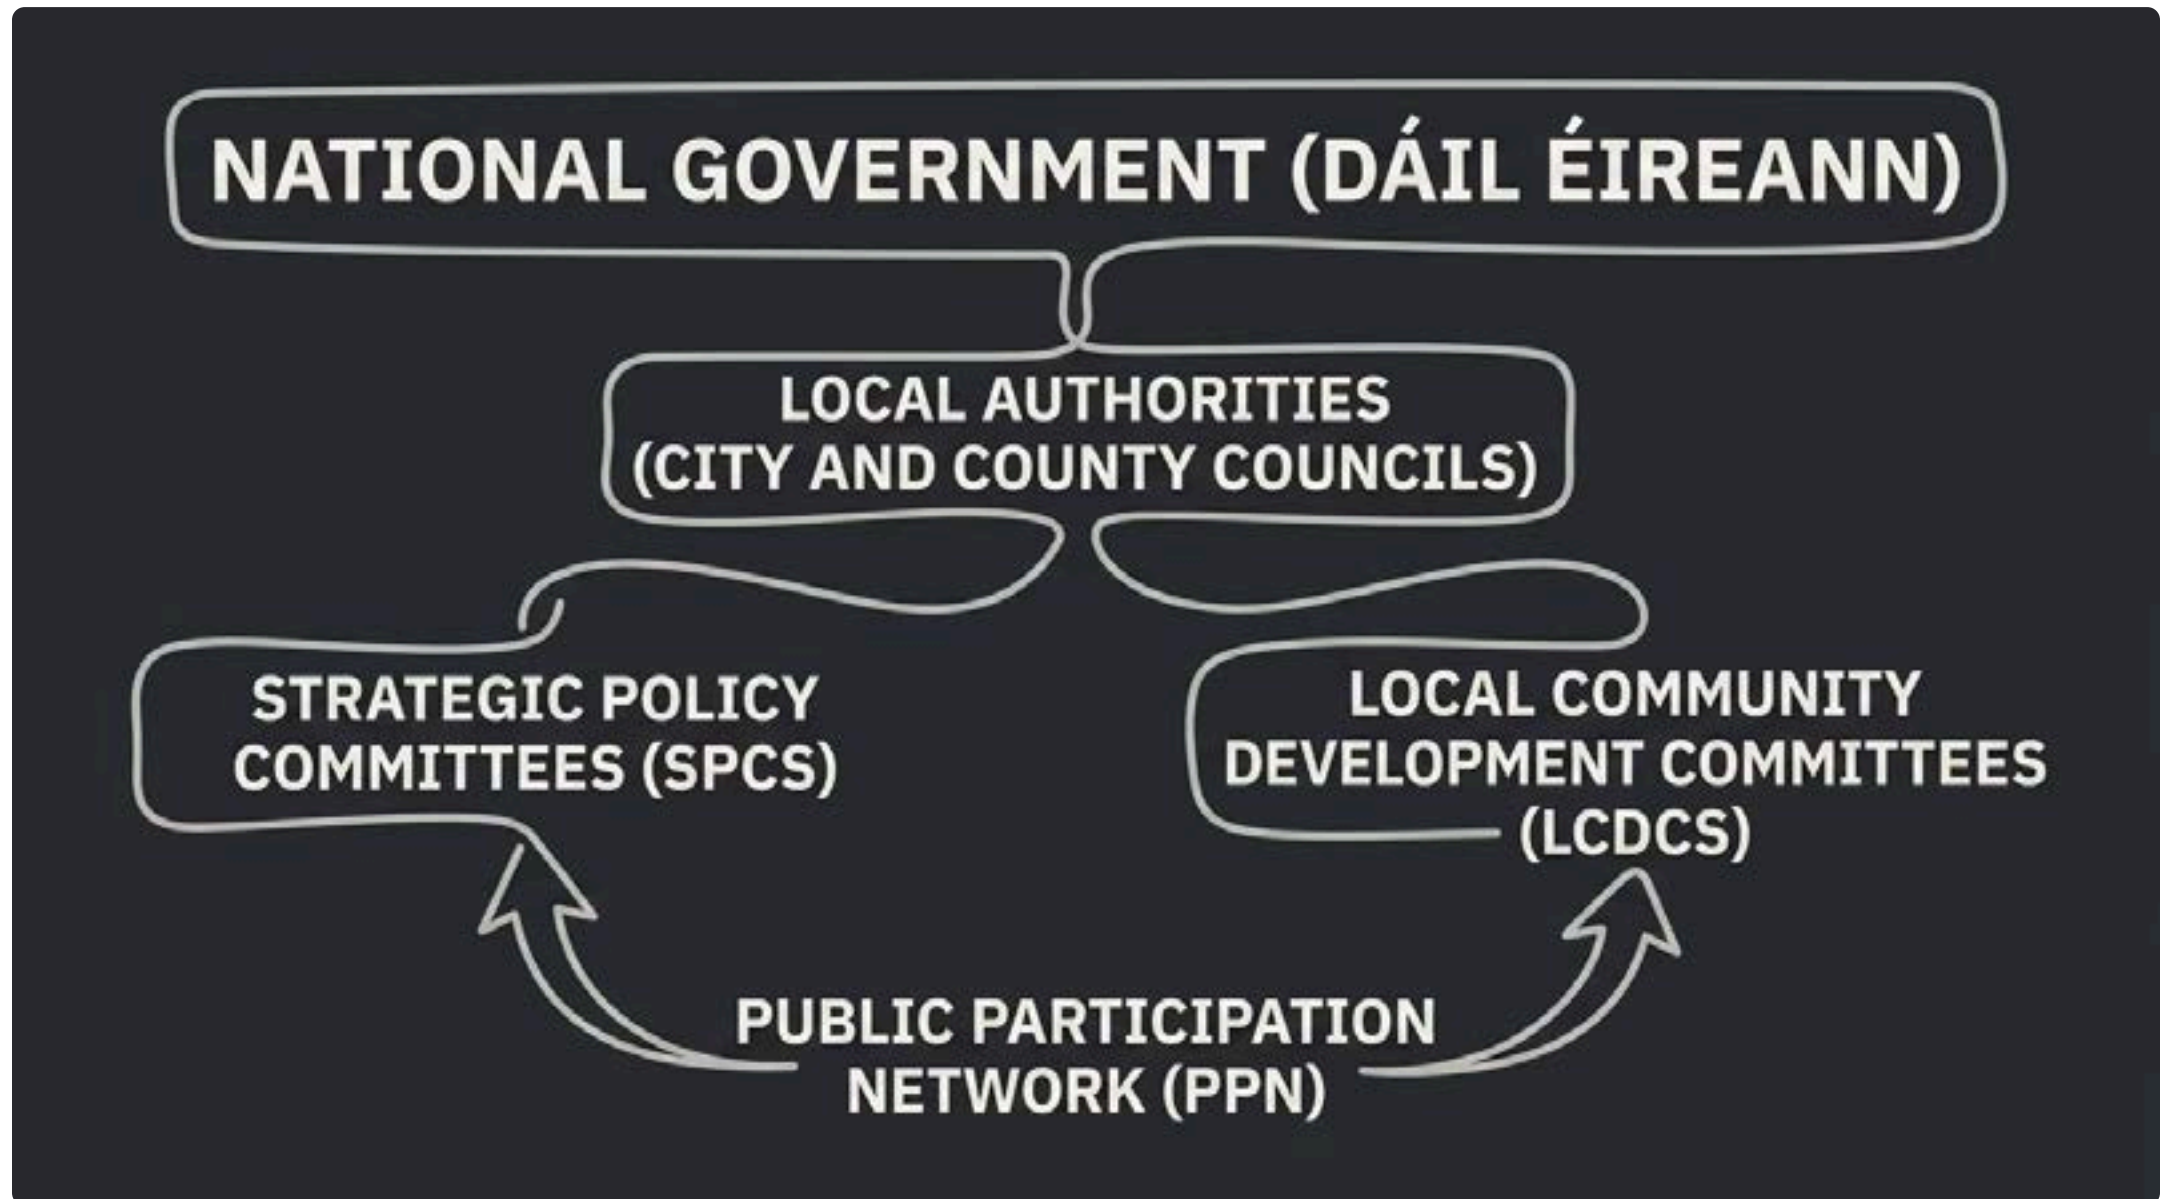 NATIONAL GOVERNMENT (DÁIL ÉIREANN)
LOCAL AUTHORITIES
(CITY AND COUNTY COUNCILS)
STRATEGIC POLICY
COMMITTEES (SPCS)
LOCAL COMMUNITY
DEVELOPMENT COMMITTEES
(LCDCS)
PUBLIC PARTICIPATION
NETWORK (PPN)